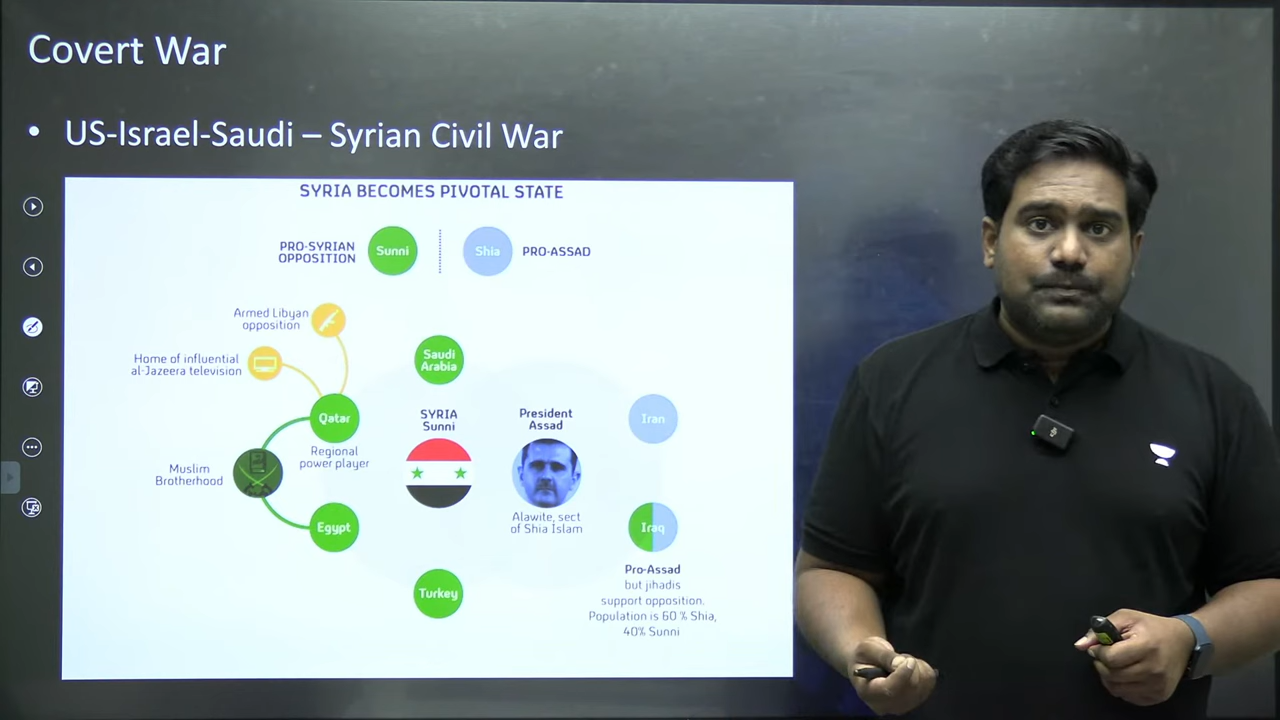 Covert War
• US-Israel-Saudi – Syrian Civil War
SYRIA BECOMES PIVOTAL STATE
PRO-SYRIAN
OPPOSITION
Sunni
Shia
PRO-ASSAD
Armed Libyan
opposition
Home of influential
al-Jazeera television
Saudi
Arabia
Qatar
Regional
power player
SYRIA
Sunni
President
Assad
Iran
Muslim
Brotherhood
Egypt
Alawite, sect
of Shia Islam
Iraq
Pro-Assad
but jihadis
support opposition.
Population is 60 % Shia,
40% Sunni
Turkey